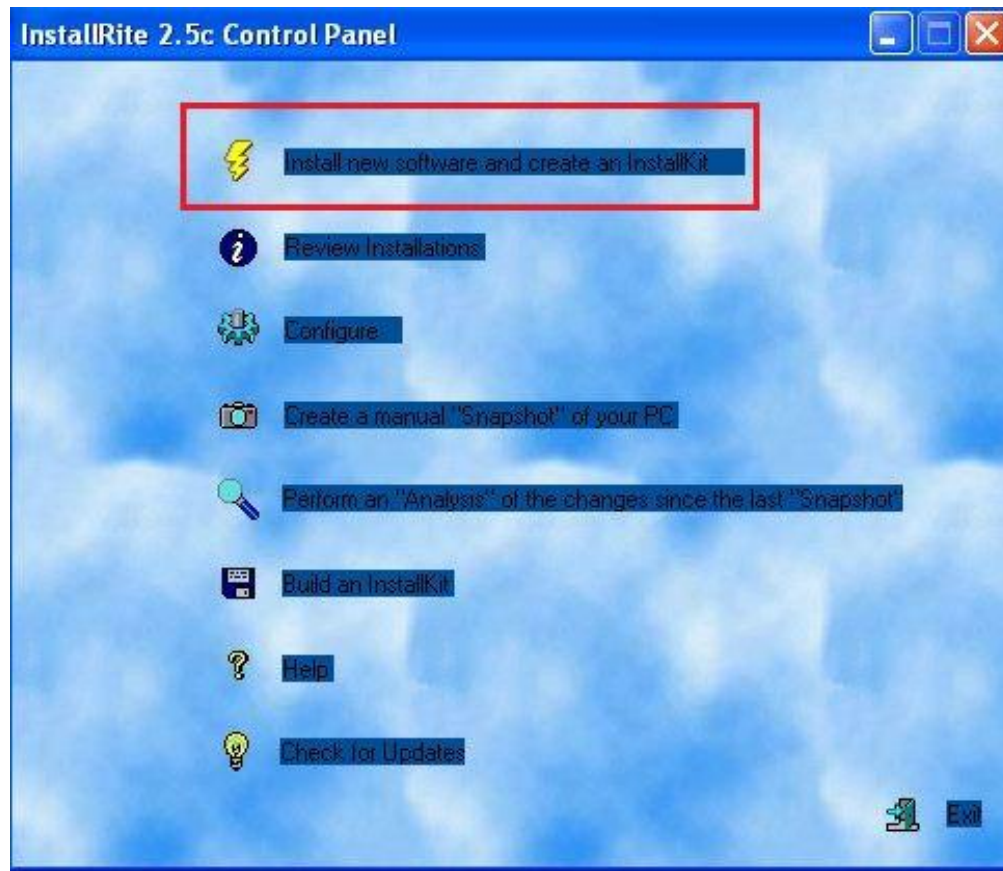 InstallRite 2.5c Control Panel
Install new software and create an InstallKit
Review Installations
Configure
Create a manual "Snapshot" of your PC
Perform an "Analysis" of the changes since the last "Snapshot"
Build an InstallKit
Help
Check for Updates
Exit